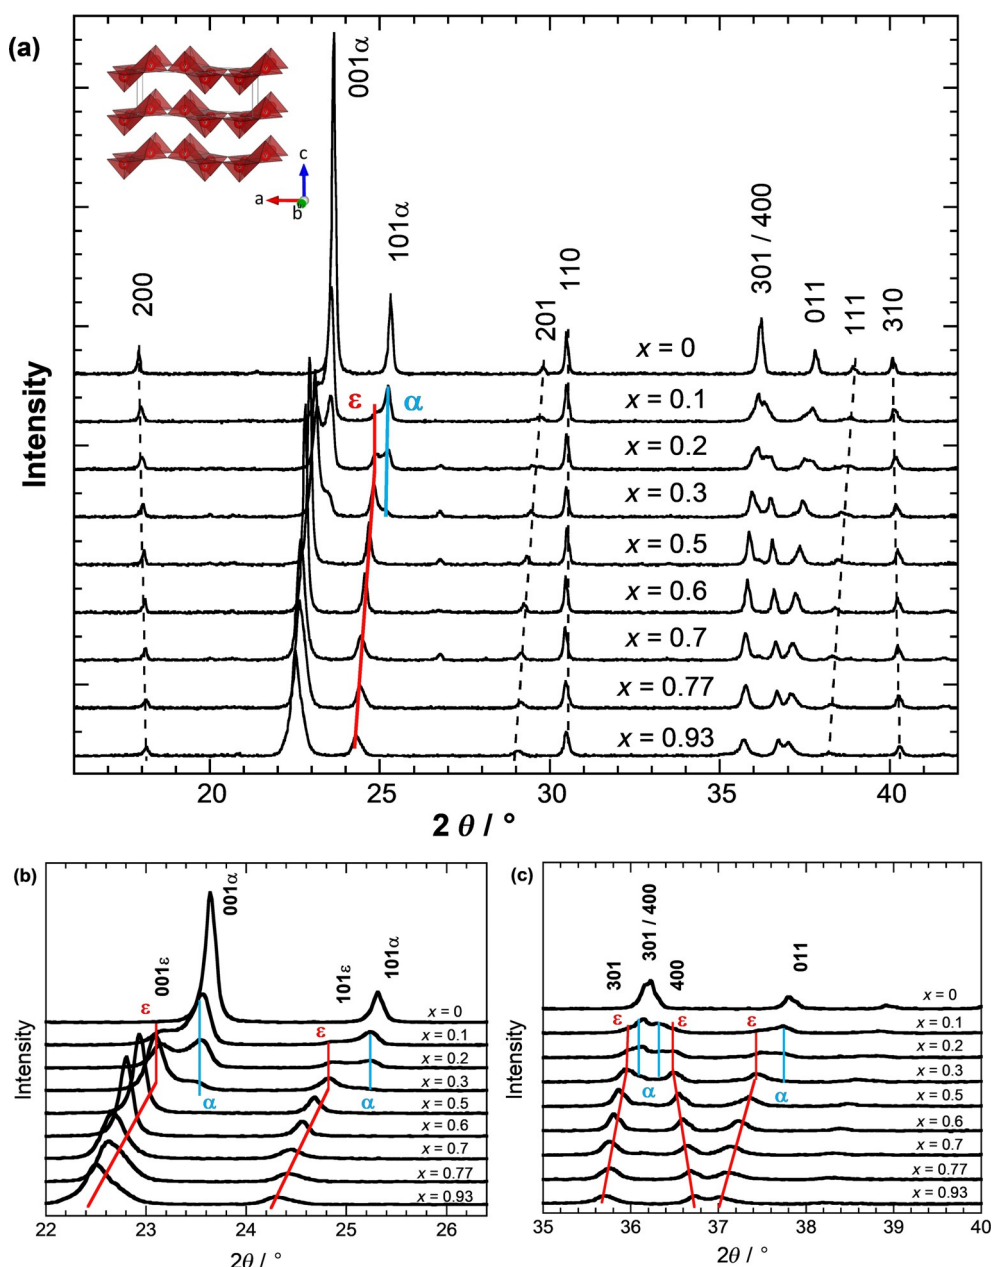 (a)
001α
101α
301 / 400
c
a
b
200
201
110
011
111
310
x = 0
ε
α
x = 0.1
x = 0.2
x = 0.3
x = 0.5
x = 0.6
x = 0.7
x = 0.77
x = 0.93
Intensity
20
25
30
35
40
2 θ / °
(b)
001α
001ε
101ε
101α
ε
ε
x = 0
x = 0.1
x = 0.2
x = 0.3
α
α
x = 0.5
x = 0.6
x = 0.7
x = 0.77
x = 0.93
Intensity
22
23
24
25
26
2θ / °
(c)
301
301 / 400
400
011
ε
ε
ε
x = 0
x = 0.1
x = 0.2
x = 0.3
α
α
x = 0.5
x = 0.6
x = 0.7
x = 0.77
x = 0.93
Intensity
35
36
37
38
39
40
2θ / °